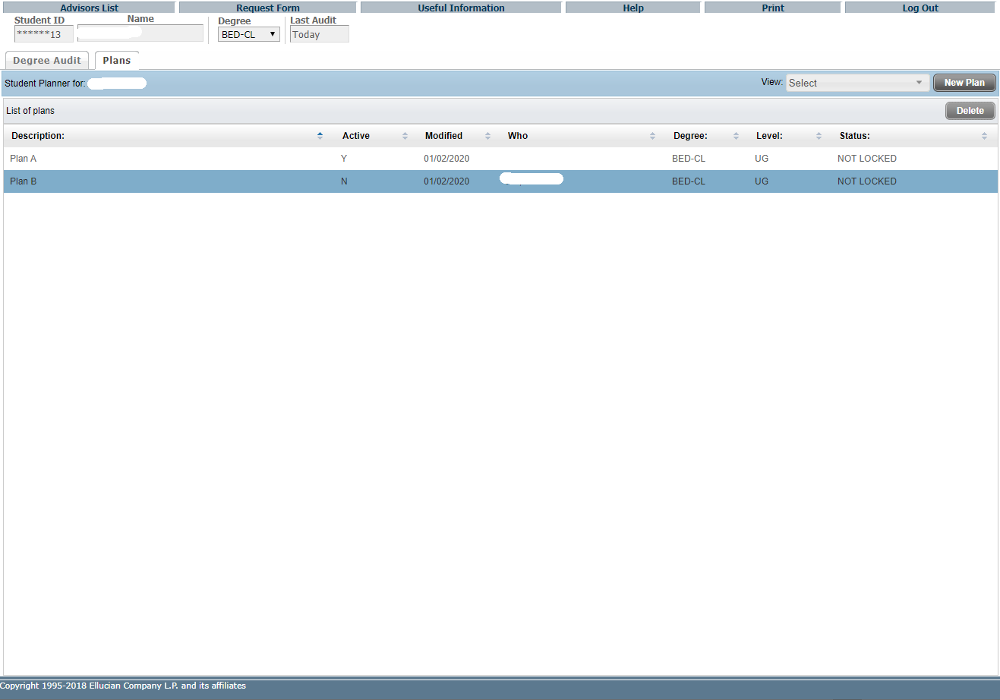 Advisors List Request Form Useful Information Help Print Log Out
Student ID Name Degree Last Audit
******13 BED-CL Today
Degree Audit Plans
Student Planner for: View: Select New Plan
List of plans Delete
Description: Active Modified Who Degree: Level: Status:
Plan A Y 01/02/2020 BED-CL UG NOT LOCKED
Plan B N 01/02/2020 BED-CL UG NOT LOCKED
Copyright 1995-2018 Ellucian Company L.P. and its affiliates